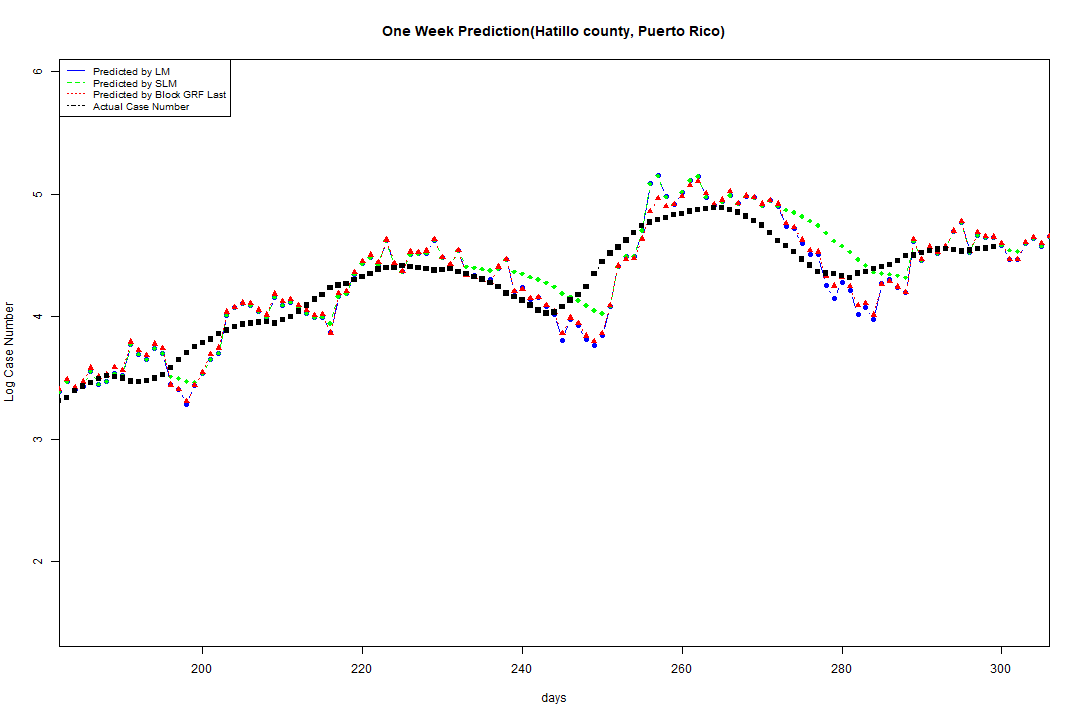 One Week Prediction(Hatillo county, Puerto Rico)
Predicted by LM
Predicted by SLM
Predicted by Block GRF Last
Actual Case Number
6
5
4
3
2
Log Case Number
200 220 240 260 280 300
days